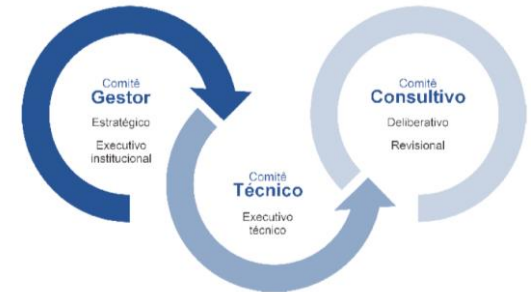 Comitê
Gestor
Estratégico
Executivo
institucional
Comitê
Técnico
Executivo
técnico
Comitê
Consultivo
Deliberativo
Revisional